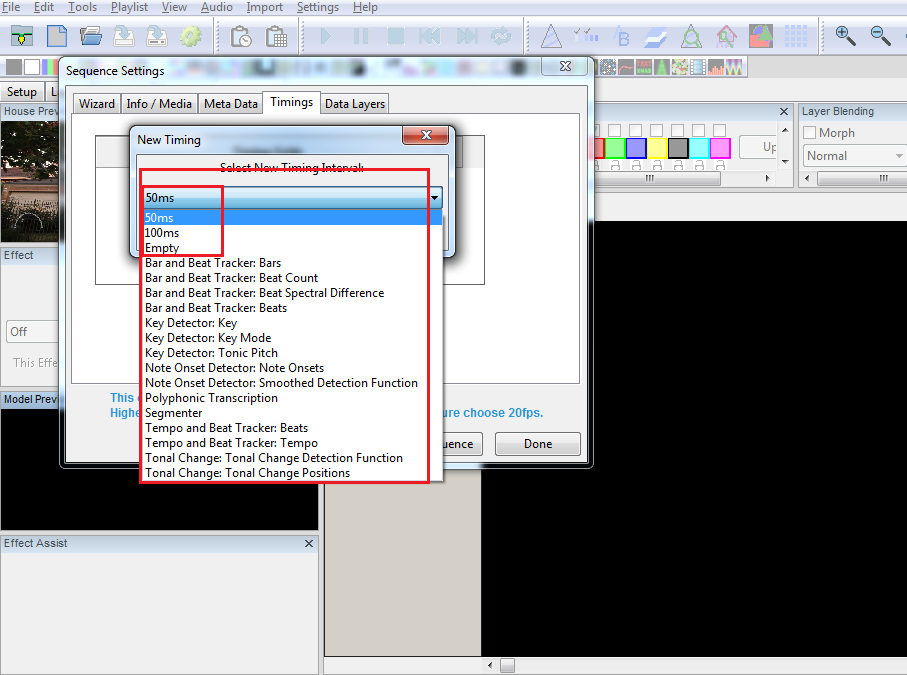 File Edit Tools Playlist View Audio Import Settings Help
Sequence Settings
Setup
House Prev
Wizard Info / Media Meta Data Timings Data Layers
Layer Blending
Morph
Up
Normal
New Timing
Select New Timing Interval:
50ms
50ms
100ms
Empty
Bar and Beat Tracker: Bars
Bar and Beat Tracker: Beat Count
Bar and Beat Tracker: Beat Spectral Difference
Bar and Beat Tracker: Beats
Key Detector: Key
Key Detector: Key Mode
Key Detector: Tonic Pitch
Note Onset Detector: Note Onsets
Note Onset Detector: Smoothed Detection Function
Polyphonic Transcription
Segmenter
Tempo and Beat Tracker: Beats
Tempo and Beat Tracker: Tempo
Tonal Change: Tonal Change Detection Function
Tonal Change: Tonal Change Positions
Effect
Off
This Effe
Model Prev
This
Highe
ure choose 20fps.
uence
Done
Effect Assist